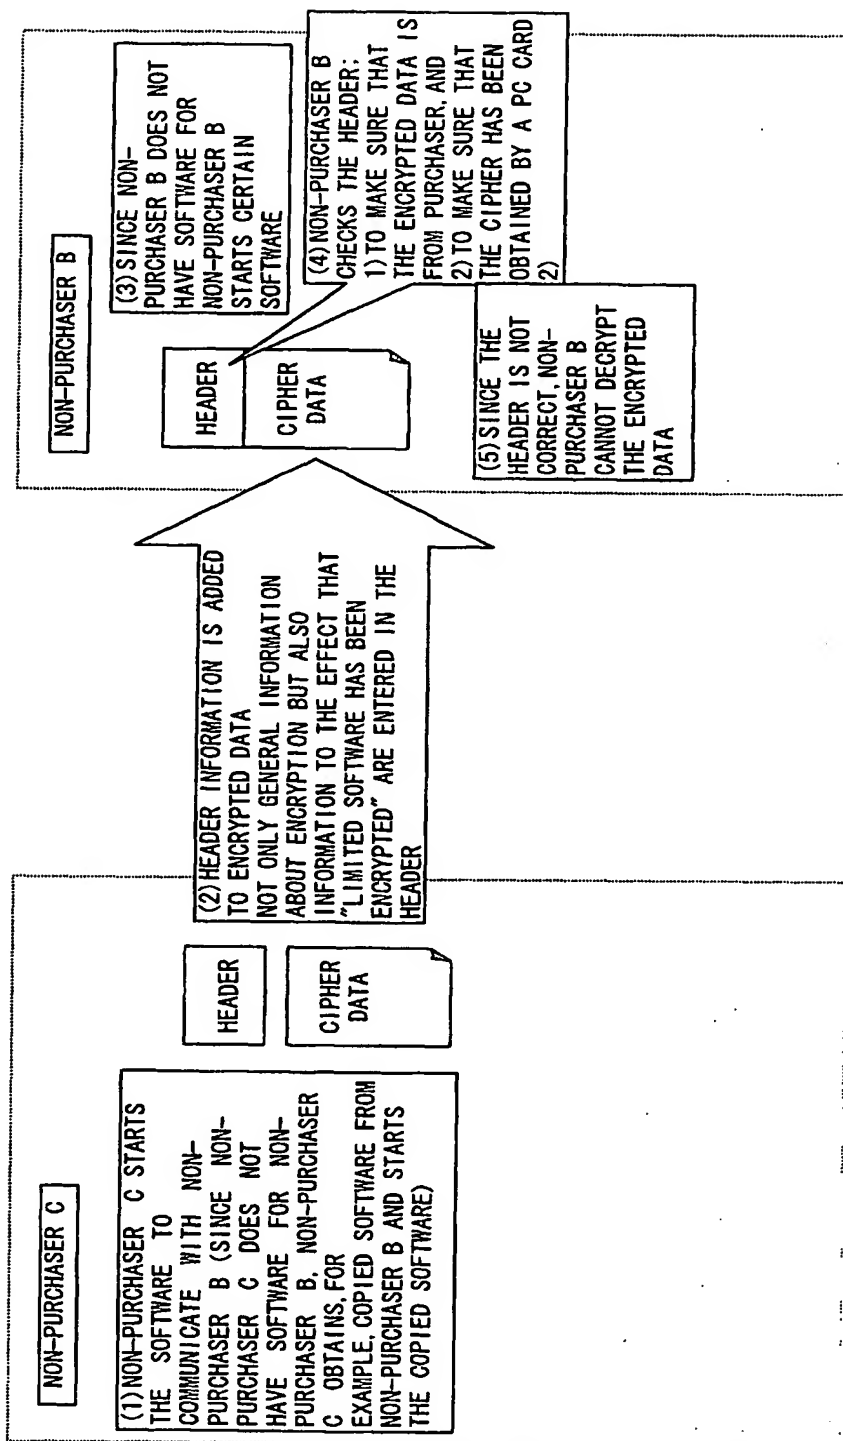 NON-PURCHASER C
(1)NON-PURCHASER C STARTS
THE SOFTWARE TO
COMMUNICATE WITH NON-
PURCHASER B (SINCE NON-
PURCHASER C DOES NOT
HAVE SOFTWARE FOR NON-
PURCHASER B, NON-PURCHASER
C OBTAINS, FOR
EXAMPLE, COPIED SOFTWARE FROM
NON-PURCHASER B AND STARTS
THE COPIED SOFTWARE)
HEADER
CIPHER
DATA
(2)HEADER INFORMATION IS ADDED
TO ENCRYPTED DATA
NOT ONLY GENERAL INFORMATION
ABOUT ENCRYPTION BUT ALSO
INFORMATION TO THE EFFECT THAT
"LIMITED SOFTWARE HAS BEEN
ENCRYPTED" ARE ENTERED IN THE
HEADER
NON-PURCHASER B
HEADER
CIPHER
DATA
(3)SINCE NON-
PURCHASER B DOES NOT
HAVE SOFTWARE FOR
NON-PURCHASER B
STARTS CERTAIN
SOFTWARE
(4)NON-PURCHASER B
CHECKS THE HEADER:
1)TO MAKE SURE THAT
THE ENCRYPTED DATA IS
FROM PURCHASER, AND
2)TO MAKE SURE THAT
THE CIPHER HAS BEEN
OBTAINED BY A PC CARD
2)
(5)SINCE THE
HEADER IS NOT
CORRECT, NON-
PURCHASER B
CANNOT DECRYPT
THE ENCRYPTED
DATA